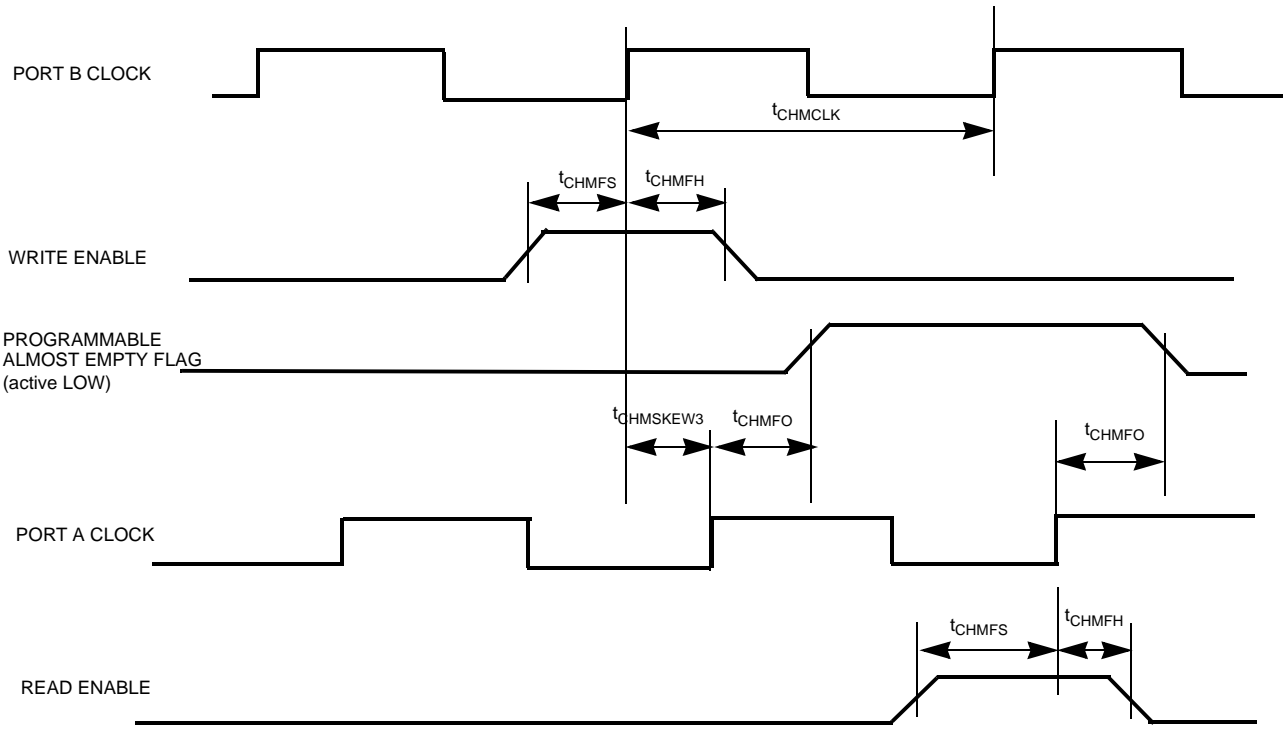 PORT B CLOCK
tCHMCLK
tCHMFS
tCHMFH
WRITE ENABLE
PROGRAMMABLE
ALMOST EMPTY FLAG
(active LOW)
tCHMSKEW3
tCHMFO
tCHMFO
PORT A CLOCK
tCHMFS
tCHMFH
READ ENABLE